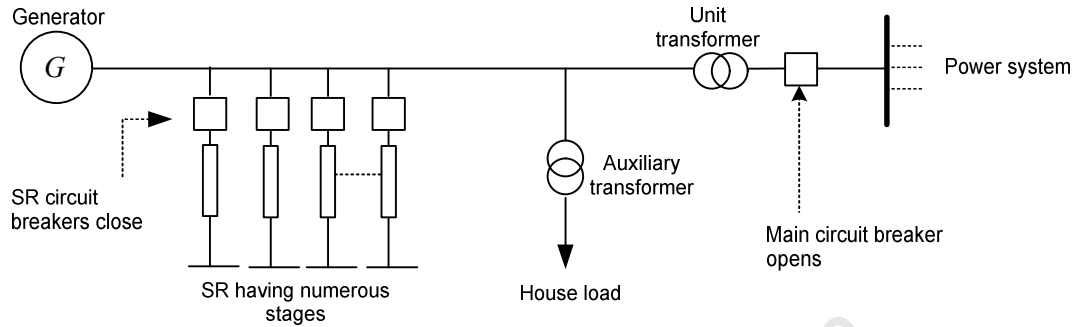 Generator
G
Unit
transformer
Power system
SR circuit
breakers close
Auxiliary
transformer
Main circuit breaker
opens
SR having numerous
stages
House load